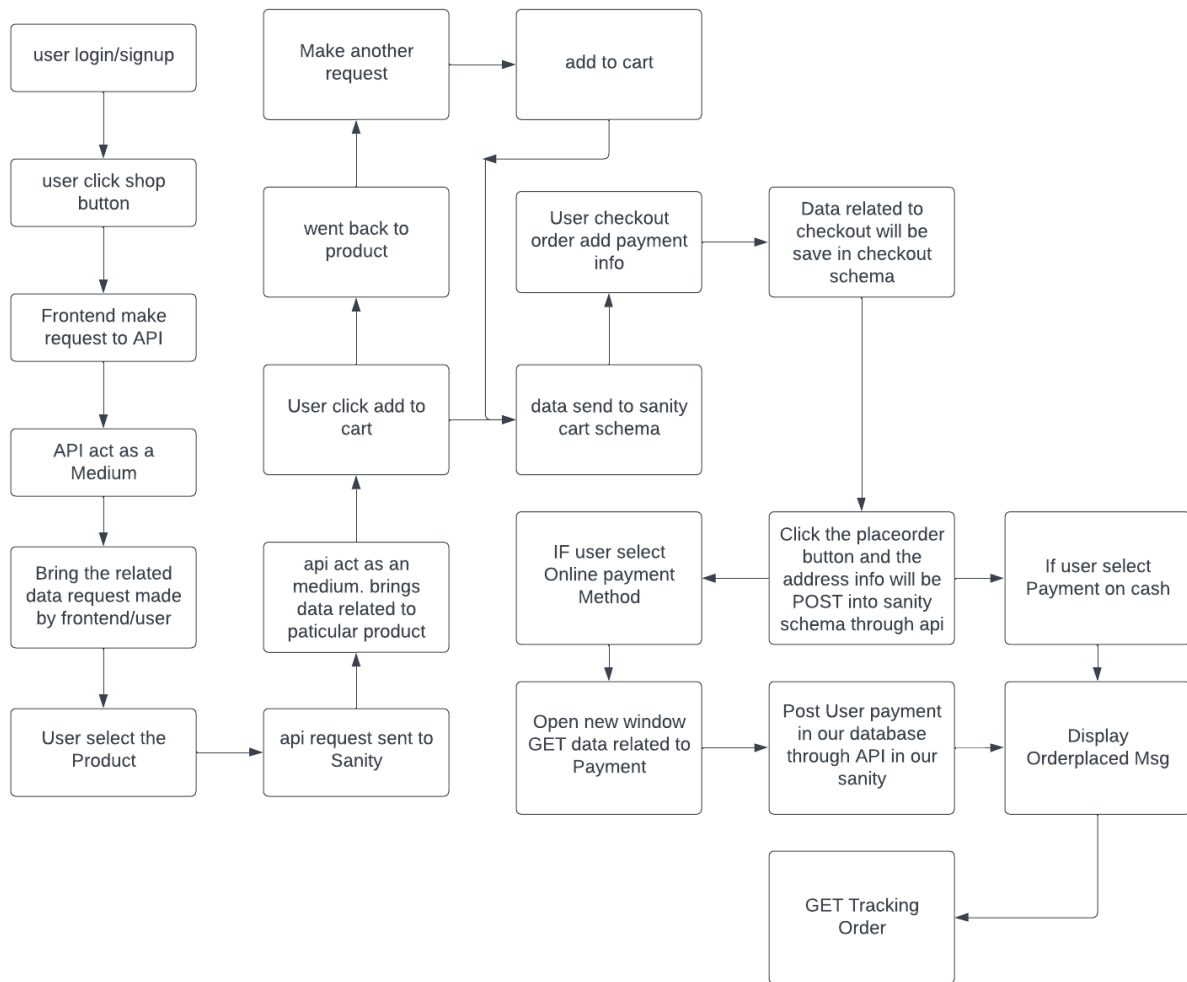 user login/signup
user click shop
button
Frontend make
request to API
API act as a
Medium
Bring the related
data request made
by frontend/user
User select the
Product
api request sent to
Sanity
api act as an
medium. brings
data related to
paticular product
User click add to
cart
went back to
product
Make another
request
add to cart
data send to sanity
cart schema
User checkout
order add payment
info
Data related to
checkout will be
save in checkout
schema
Click the placeorder
button and the
address info will be
POST into sanity
schema through api
IF user select
Online payment
Method
If user select
Payment on cash
Open new window
GET data related to
Payment
Post User payment
in our database
through API in our
sanity
Display
Orderplaced Msg
GET Tracking
Order